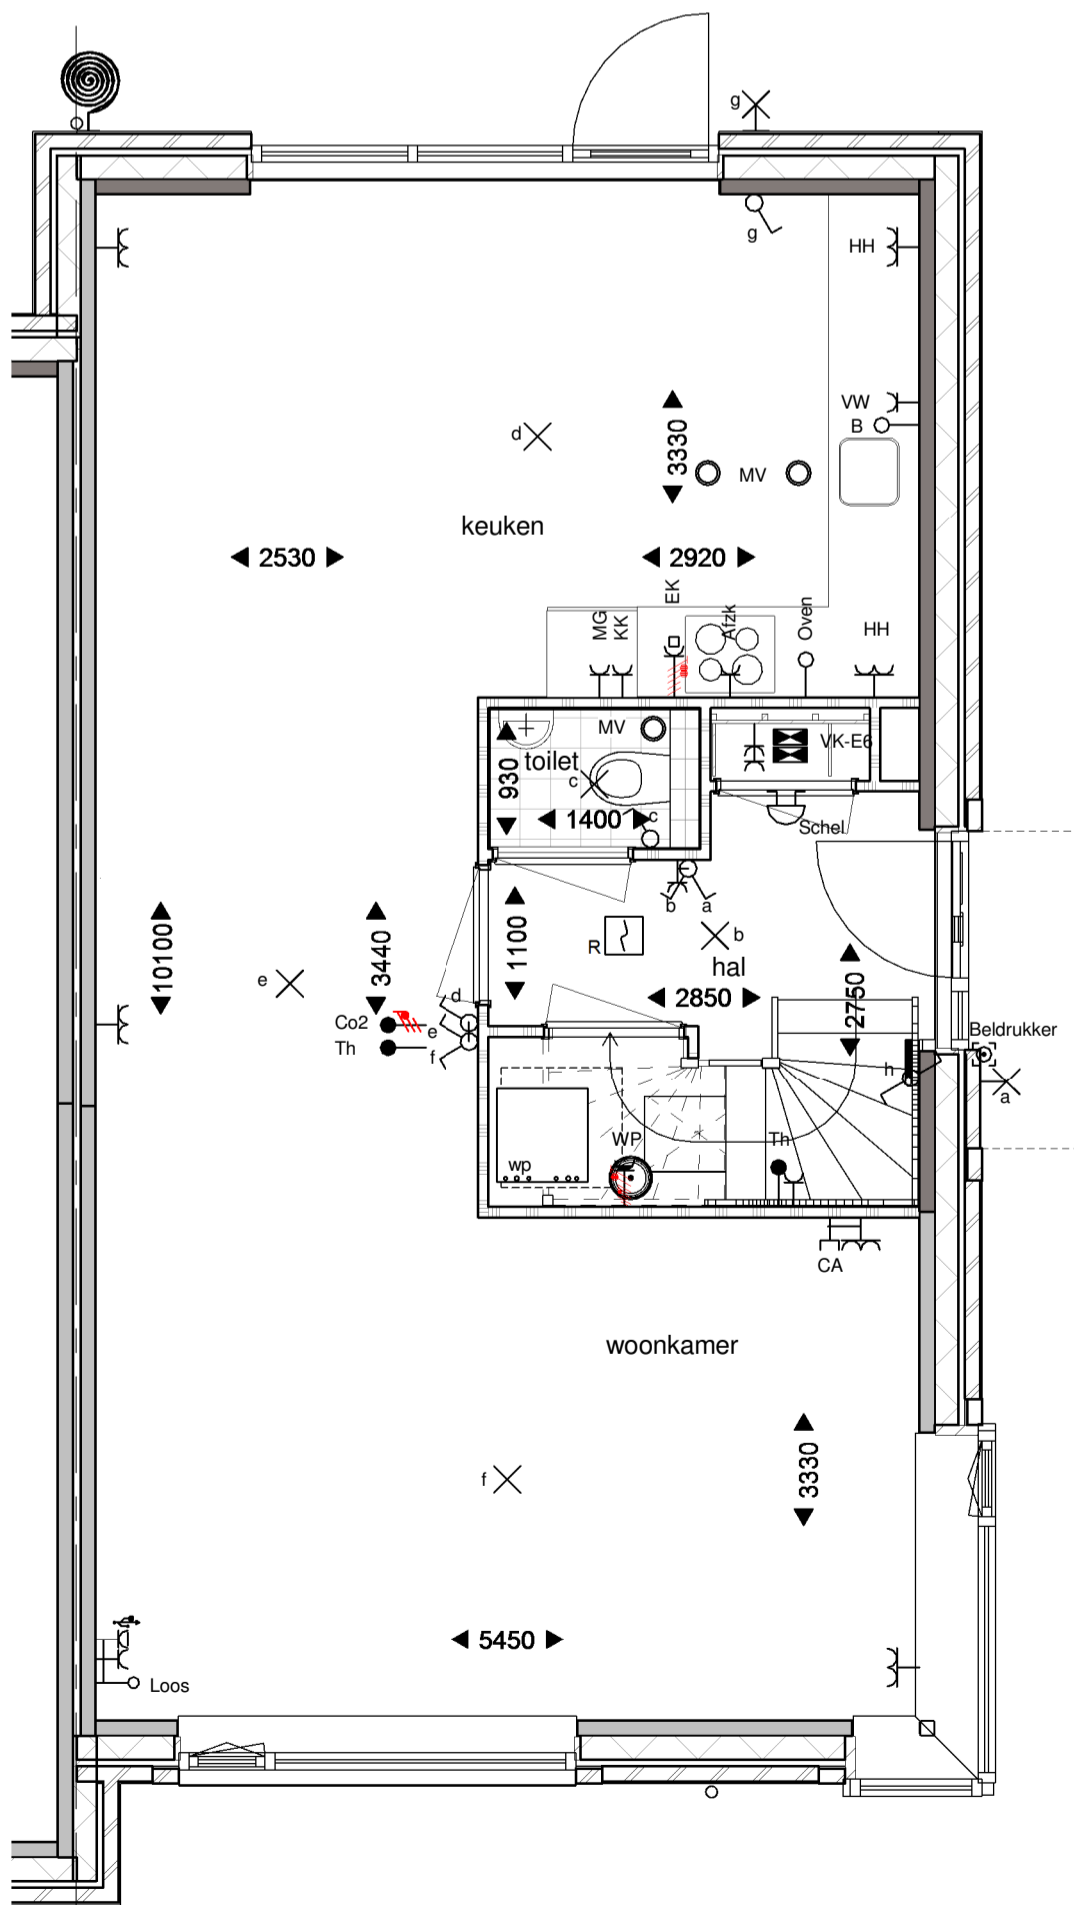 g
g
HH
VW
B
d
3330
MV
keuken
2530
2920
EK
MG
KK
Afzk
Oven
HH
MV
VK-E6
toilet
930
c
1400
c
Schel
b
a
R
1100
b
hal
10100
3440
e
2850
2750
d
Co2
e
Th
f
Beldrukker
h
a
WP
Th
wp
CA
woonkamer
3330
f
5450
Loos